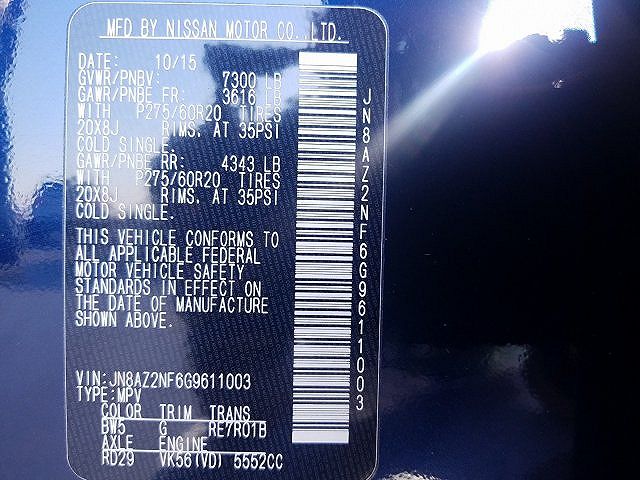 MFD BY NISSAN MOTOR CO.,LTD.
DATE: 10/15
GVWR/PNBV: 7300 LB
GAWR/PNBE FR: 3616 LB
WITH P275/60R20 TIRES
20X8J RIMS, AT 35PSI
COLD SINGLE.
GAWR/PNBE RR: 4343 LB
WITH P275/60R20 TIRES
20X8J RIMS, AT 35PSI
COLD SINGLE.
THIS VEHICLE CONFORMS TO
ALL APPLICABLE FEDERAL
MOTOR VEHICLE SAFETY
STANDARDS IN EFFECT ON
THE DATE OF MANUFACTURE
SHOWN ABOVE.
VIN:JN8AZ2NF6G9611003
TYPE:MPV
COLOR TRIM TRANS
BW5 G RE7R01B
AXLE ENGINE
RD29 VK56(VD) 5552CC
JN8AZ2NF6G9611003